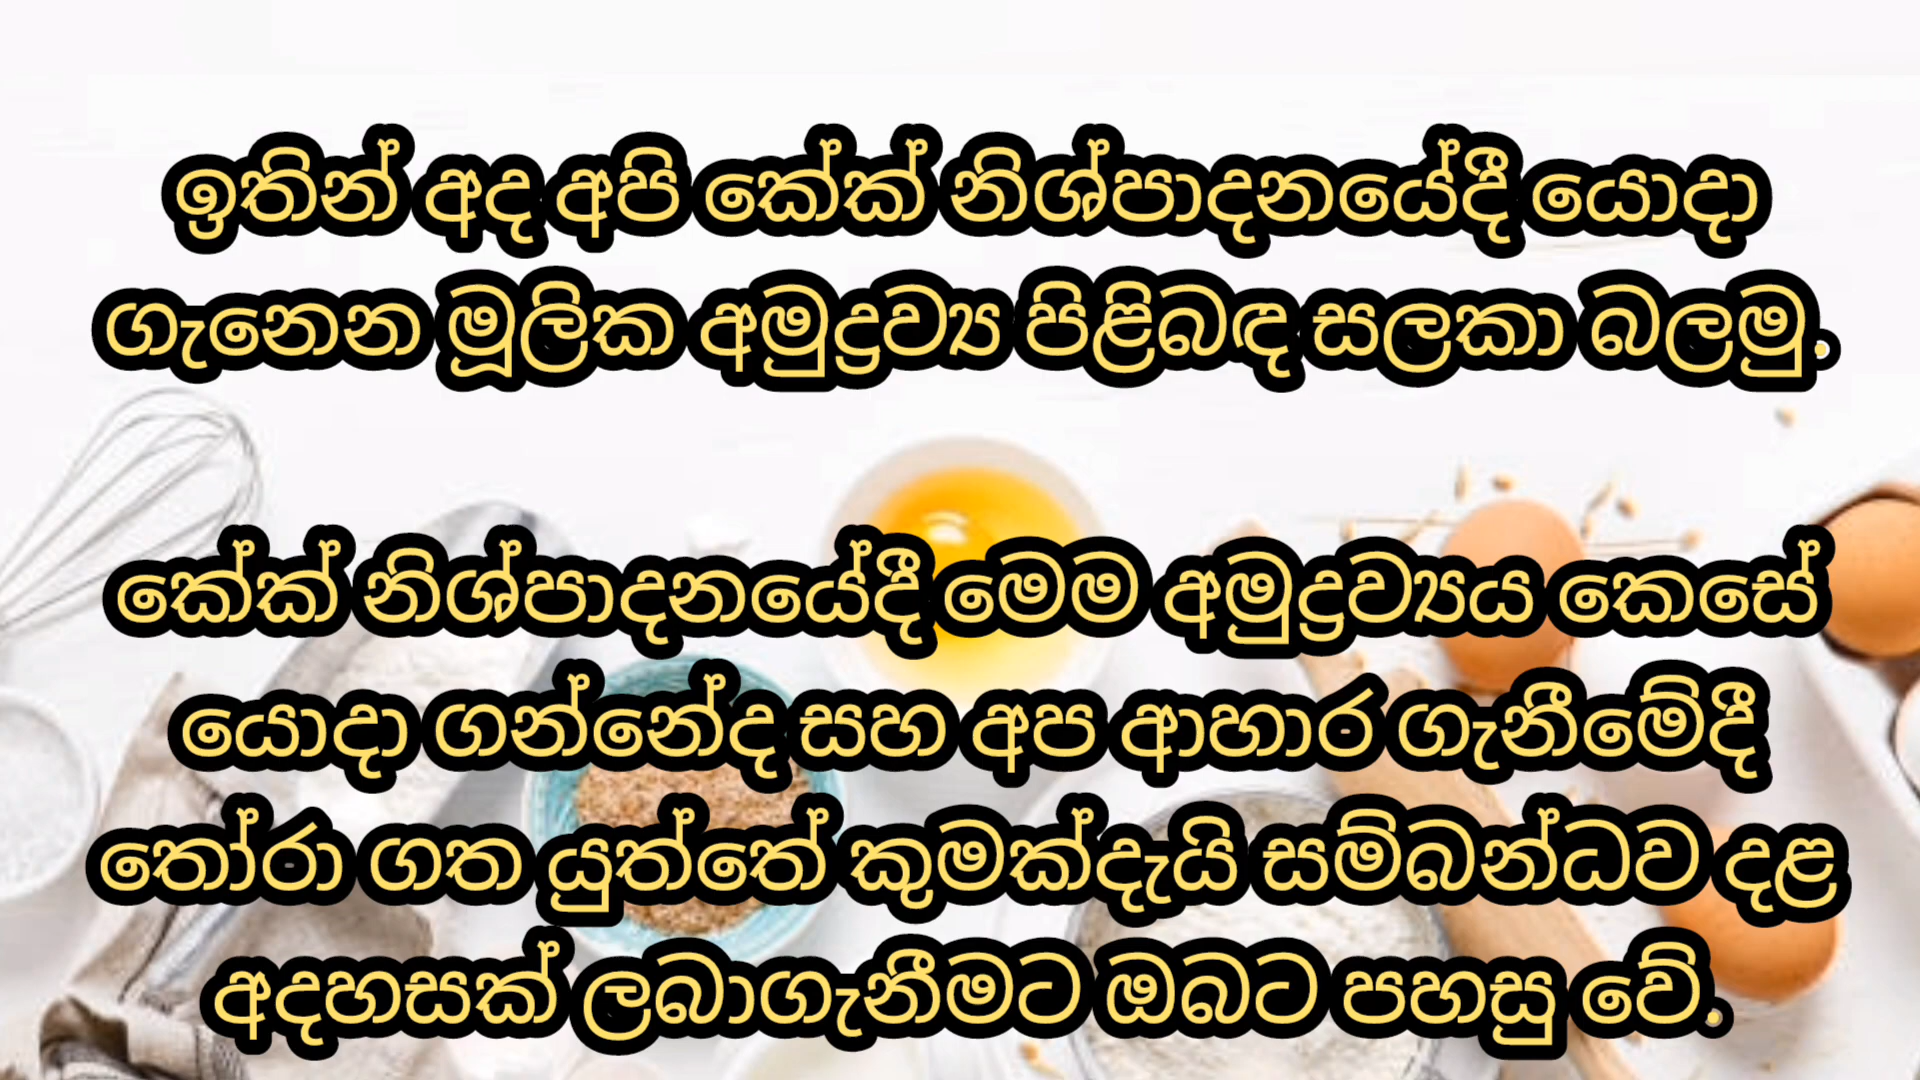 ඉතින් අද අපි කේක් නිශ්පාදනයේදී යොදා
ගැනෙන මූලික අමුද්‍රව්‍ය පිළිබඳ සලකා බලමු.
කේක් නිශ්පාදනයේදී මෙම අමුද්‍රව්‍යය කෙසේ
යොදා ගන්නේද සහ අප ආහාර ගැනීමේදී
තෝරා ගත යුත්තේ කුමක්දැයි සම්බන්ධව දළ
අදහසක් ලබාගැනීමට ඔබට පහසු වේ.